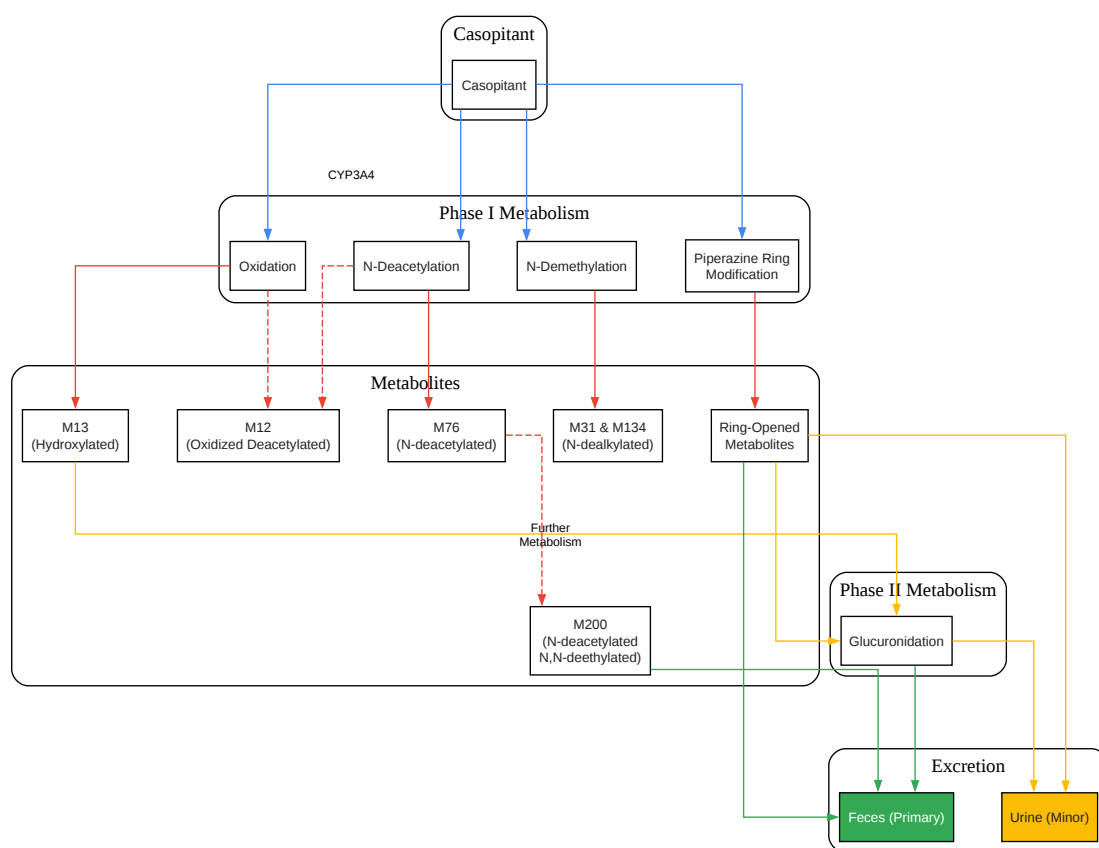 Casopitant
Casopitant
CYP3A4
Phase I Metabolism
Oxidation
N-Deacetylation
N-Demethylation
Piperazine Ring
Modification
Metabolites
M13
(Hydroxylated)
M12
(Oxidized Deacetylated)
M76
(N-deacetylated)
M31 & M134
(N-dealkylated)
Ring-Opened
Metabolites
Further
Metabolism
Phase II Metabolism
M200
(N-deacetylated
N,N-deethylated)
Glucuronidation
Excretion
Feces (Primary)
Urine (Minor)